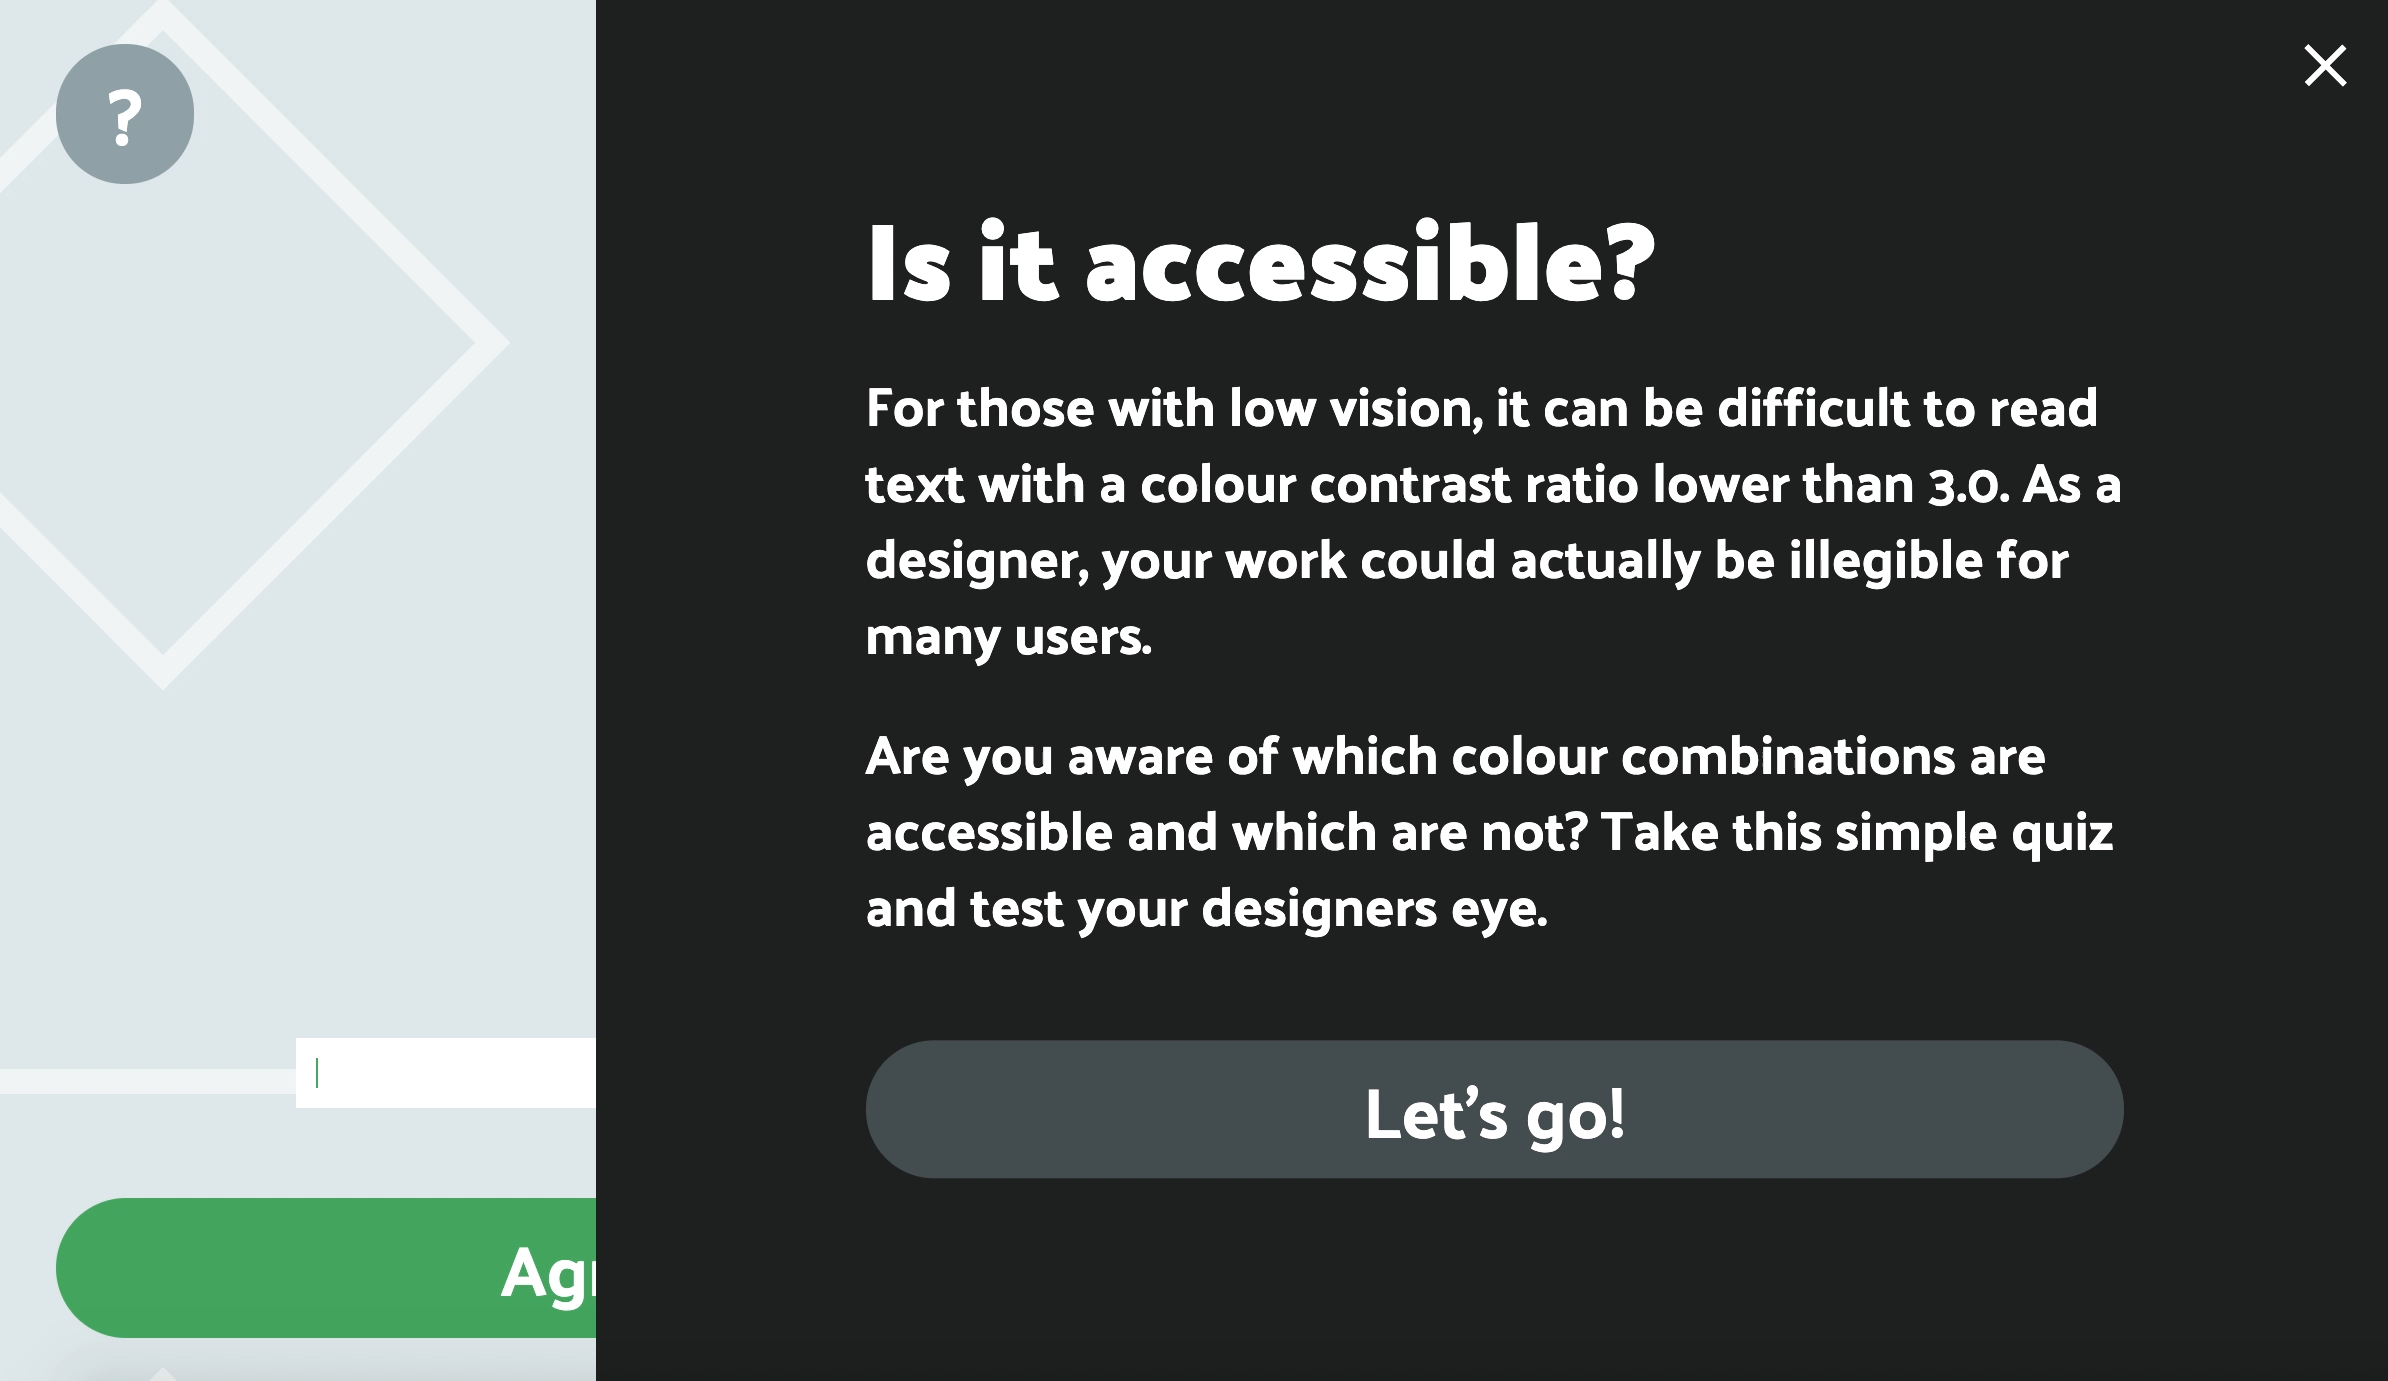 ?
Is it accessible?
For those with low vision, it can be difficult to read
text with a colour contrast ratio lower than 3.0. As a
designer, your work could actually be illegible for
many users.
Are you aware of which colour combinations are
accessible and which are not? Take this simple quiz
and test your designers eye.
Let’s go!